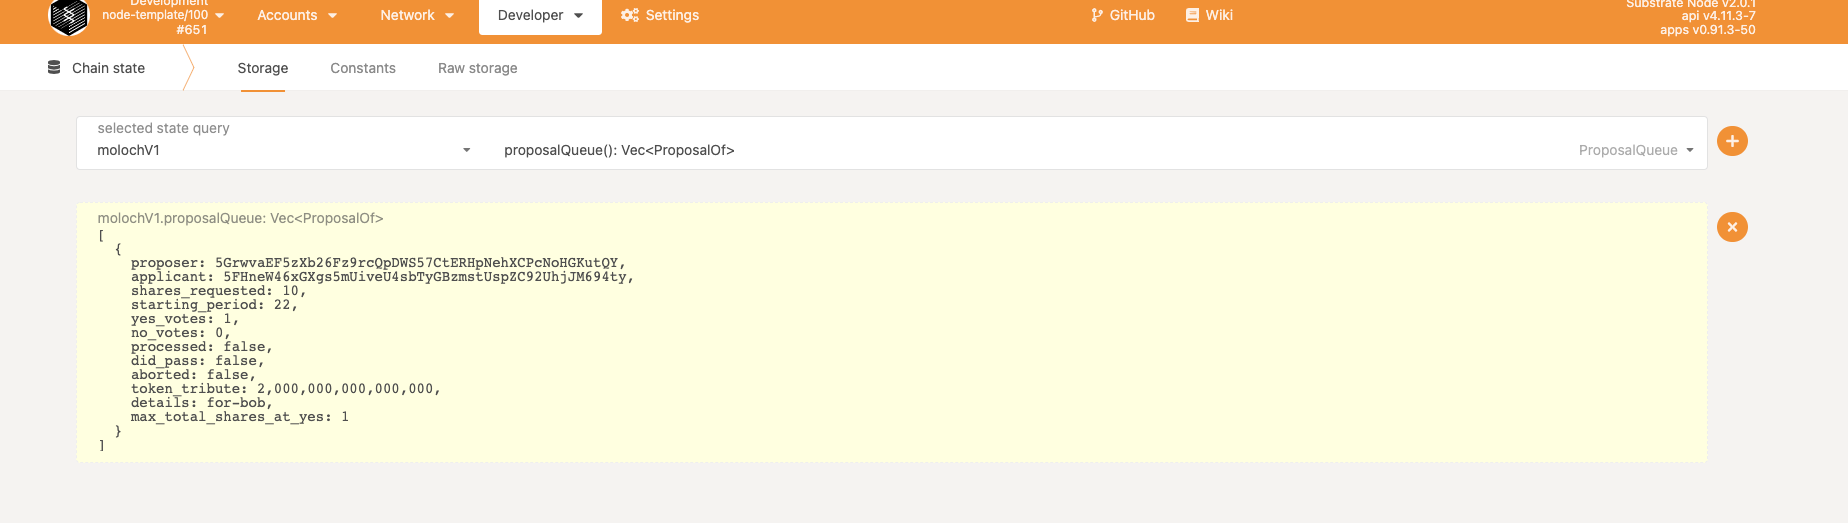 Development
node-template/100
#651
Accounts
Network
Developer
Settings
GitHub
Wiki
Substrate Node v2.0.1
api v4.11.3-7
apps v0.91.3-50
Chain state
Storage
Constants
Raw storage
selected state query
molochV1
proposalQueue(): Vec<ProposalOf>
ProposalQueue
molochV1.proposalQueue: Vec<ProposalOf>
[
{
proposer: 5GrwvaEF5zXb26Fz9rcQpDWS57CtERHpNehXCPcNoHGKutQY,
applicant: 5FHneW46xGXgs5mUiveU4sbTyGBzmstUspZC92UhjJM694ty,
shares_requested: 10,
starting_period: 22,
yes_votes: 1,
no_votes: 0,
processed: false,
did_pass: false,
aborted: false,
token_tribute: 2,000,000,000,000,000,
details: for-bob,
max_total_shares_at_yes: 1
}
]